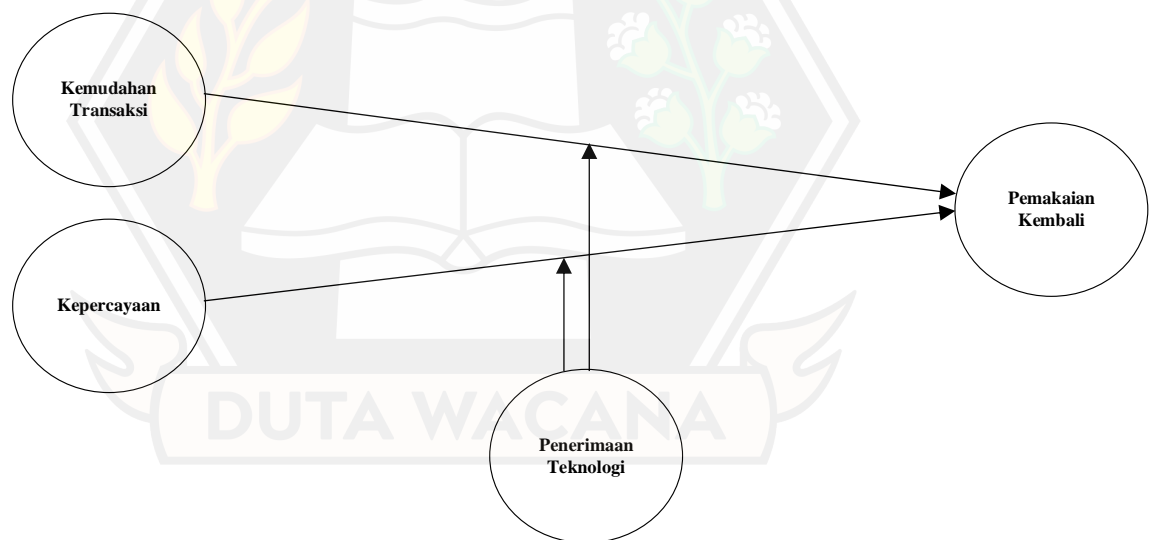 Kemudahan
Transaksi
Pemakaian
Kembali
Kepercayaan
DUTA WACANA
Penerimaan
Teknologi